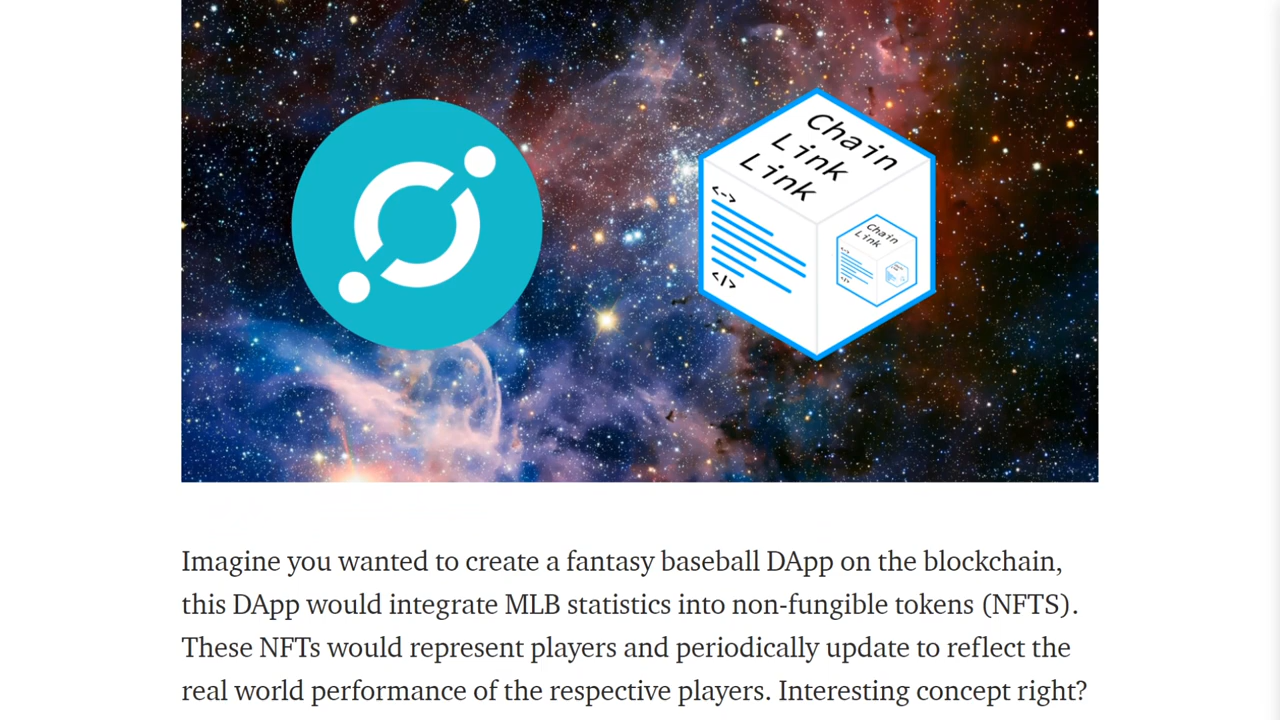 Chain
Link
Link
<->
</>
Chain
Link
Imagine you wanted to create a fantasy baseball DApp on the blockchain,
this DApp would integrate MLB statistics into non-fungible tokens (NFTS).
These NFTs would represent players and periodically update to reflect the
real world performance of the respective players. Interesting concept right?